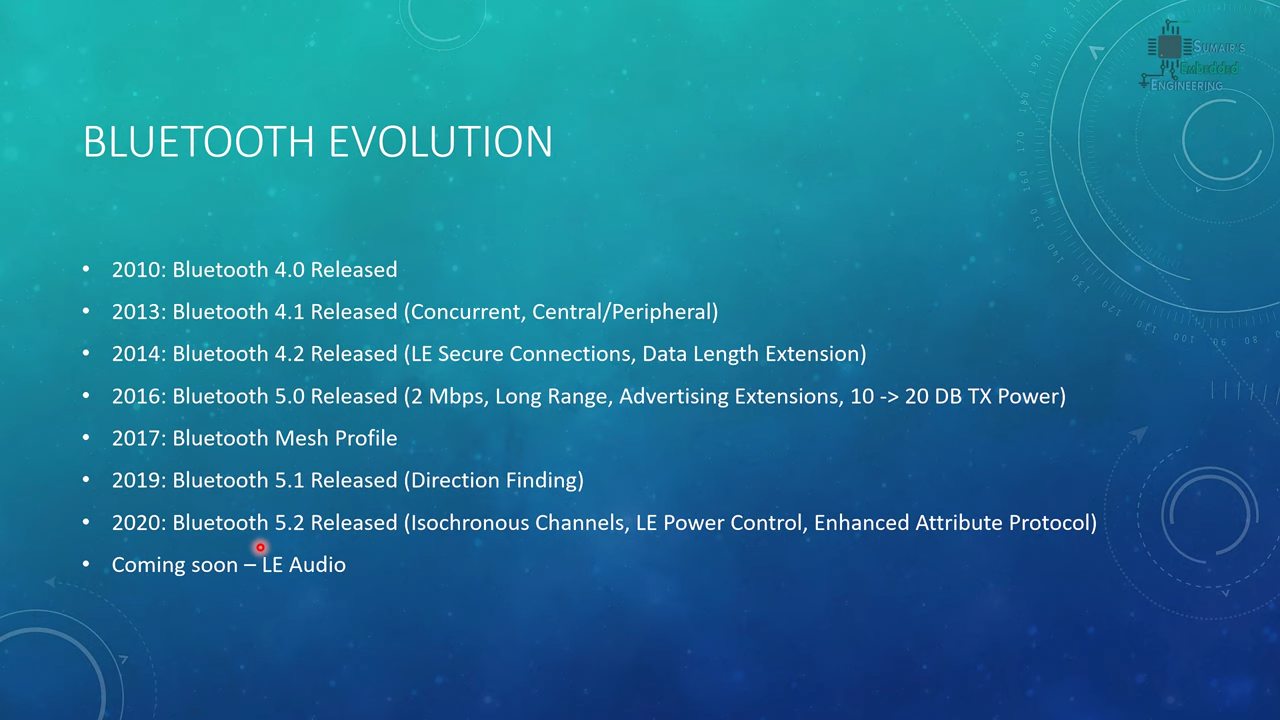 SUMAIR'S
Embedded
ENGINEERING
BLUETOOTH EVOLUTION
• 2010: Bluetooth 4.0 Released
• 2013: Bluetooth 4.1 Released (Concurrent, Central/Peripheral)
• 2014: Bluetooth 4.2 Released (LE Secure Connections, Data Length Extension)
• 2016: Bluetooth 5.0 Released (2 Mbps, Long Range, Advertising Extensions, 10 -> 20 DB TX Power)
• 2017: Bluetooth Mesh Profile
• 2019: Bluetooth 5.1 Released (Direction Finding)
• 2020: Bluetooth 5.2 Released (Isochronous Channels, LE Power Control, Enhanced Attribute Protocol)
• Coming soon – LE Audio